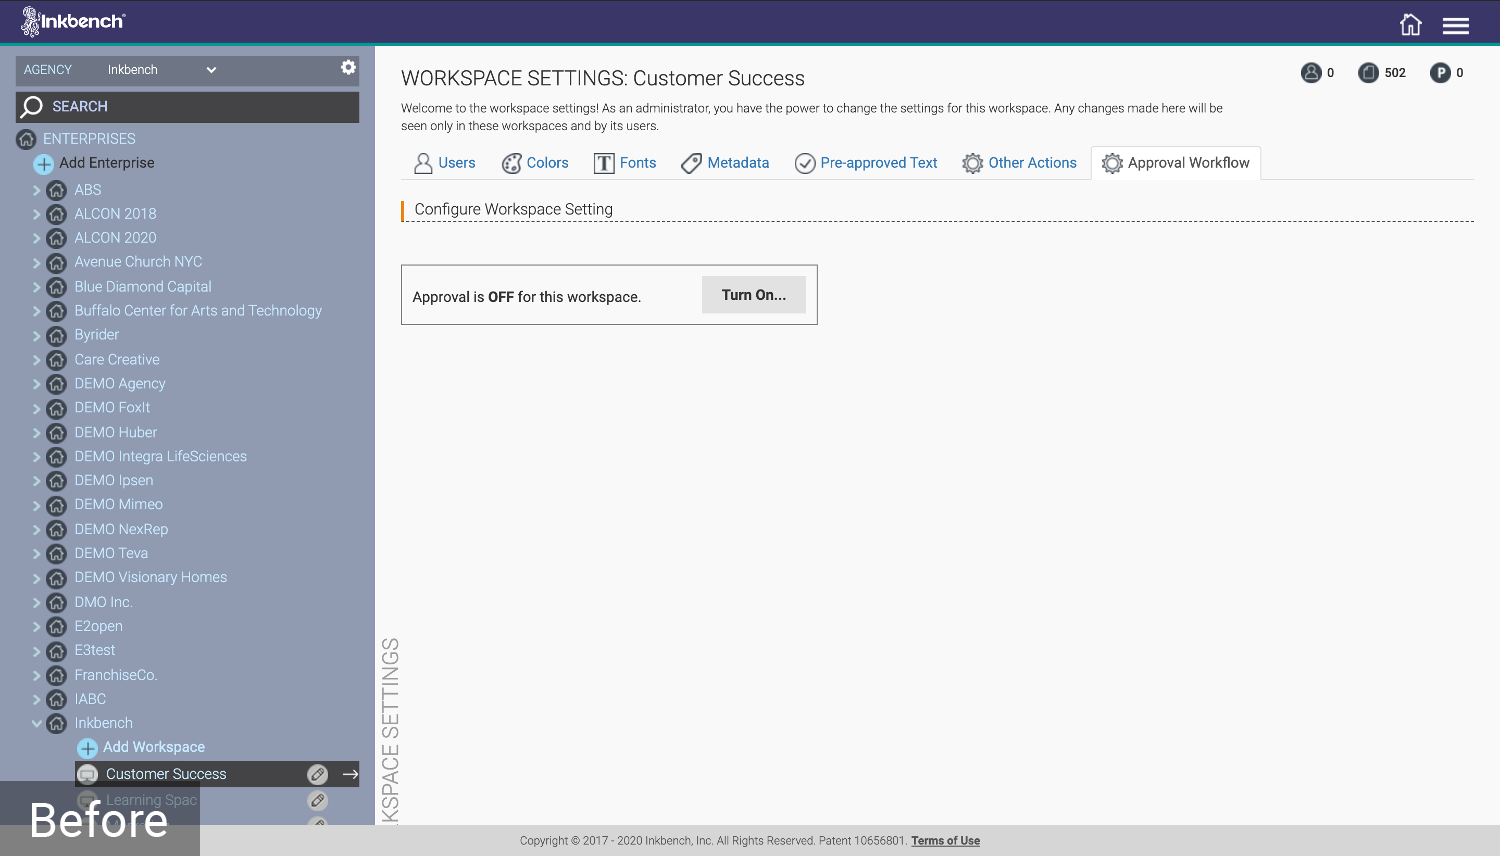 Inkbench®
AGENCY Inkbench
SEARCH
ENTERPRISES
Add Enterprise
ABS
ALCON 2018
ALCON 2020
Avenue Church NYC
Blue Diamond Capital
Buffalo Center for Arts and Technology
Byrider
Care Creative
DEMO Agency
DEMO FoxIt
DEMO Huber
DEMO Integra LifeSciences
DEMO Ipsen
DEMO Mimeo
DEMO NexRep
DEMO Teva
DEMO Visionary Homes
DMO Inc.
E2open
E3test
FranchiseCo.
IABC
Inkbench
Add Workspace
Customer Success
Learning Spac
Before
WORKSPACE SETTINGS: Customer Success
0 502 P 0
Welcome to the workspace settings! As an administrator, you have the power to change the settings for this workspace. Any changes made here will be
seen only in these workspaces and by its users.
Users Colors T Fonts Metadata Pre-approved Text Other Actions Approval Workflow
Configure Workspace Setting
Approval is OFF for this workspace. Turn On...
KSPACE SETTINGS
Copyright © 2017 - 2020 Inkbench, Inc. All Rights Reserved. Patent 10656801. Terms of Use